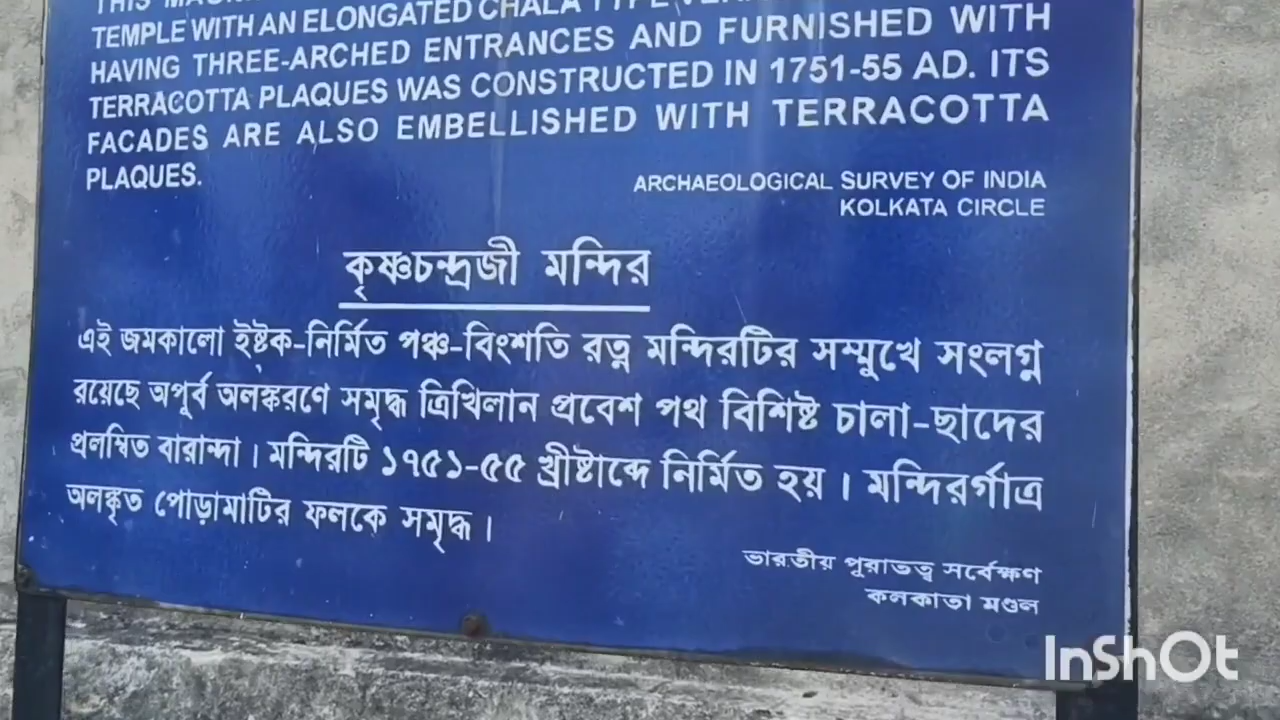 TEMPLE WITH AN ELONGATED CHALA TYPE
HAVING THREE-ARCHED ENTRANCES AND FURNISHED WITH
TERRACOTTA PLAQUES WAS CONSTRUCTED IN 1751-55 AD. ITS
FACADES ARE ALSO EMBELLISHED WITH TERRACOTTA
PLAQUES.
ARCHAEOLOGICAL SURVEY OF INDIA
KOLKATA CIRCLE
কৃষ্ণচন্দ্রজী মন্দির
এই জমকালো ইষ্টক-নির্মিত পঞ্চ-বিংশতি রত্ন মন্দিরটির সম্মুখে সংলগ্ন
রয়েছে অপূর্ব অলঙ্করণে সমৃদ্ধ ত্রিখিলান প্রবেশ পথ বিশিষ্ট চালা-ছাদের
প্রলম্বিত বারান্দা। মন্দিরটি ১৭৫১-৫৫ খ্রীষ্টাব্দে নির্মিত হয়। মন্দিরর্গাত্র
অলঙ্কৃত পোড়ামাটির ফলকে সমৃদ্ধ।
ভারতীয় পুরাতত্ত্ব সর্বেক্ষণ
কলকাতা মণ্ডল
InShOt